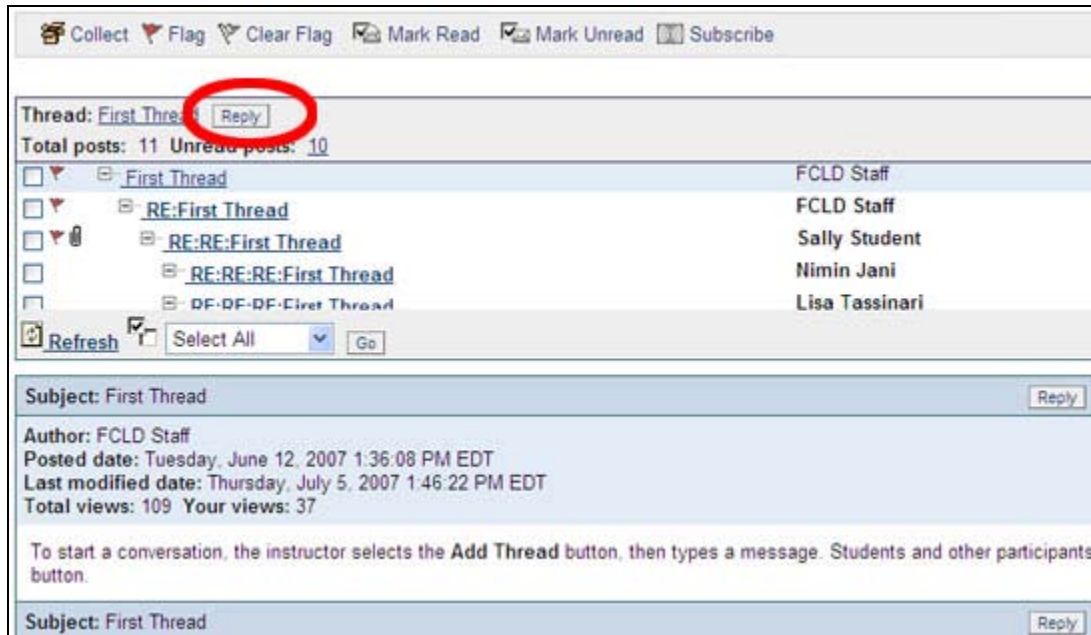 Collect Flag Clear Flag Mark Read Mark Unread Subscribe
Thread: First Thread Reply
Total posts: 11 Unread posts: 10
First Thread FCLD Staff
RE:First Thread FCLD Staff
RE:RE:First Thread Sally Student
RE:RE:RE:First Thread Nimin Jani
RE:RE:RE:First Thread Lisa Tassinari
Refresh Select All Go
Subject: First Thread Reply
Author: FCLD Staff
Posted date: Tuesday, June 12, 2007 1:36:08 PM EDT
Last modified date: Thursday, July 5, 2007 1:46:22 PM EDT
Total views: 109 Your views: 37
To start a conversation, the instructor selects the Add Thread button, then types a message. Students and other participants
button.
Subject: First Thread Reply